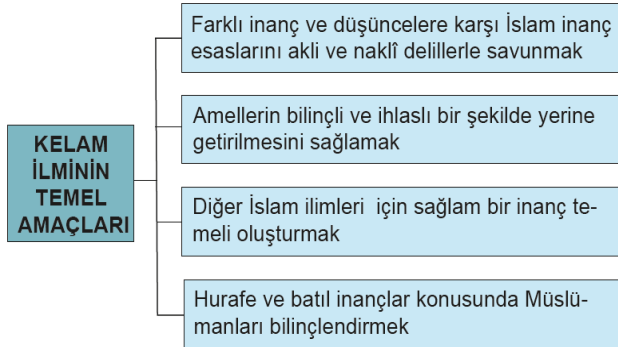 Farklı inanç ve düşüncelere karşı İslam inanç
esaslarını akli ve naklî delillerle savunmak
Amellerin bilinçli ve ihlaslı bir şekilde yerine
getirilmesini sağlamak
KELAM
İLMİNİN
TEMEL
AMAÇLARI
Diğer İslam ilimleri için sağlam bir inanç te-
meli oluşturmak
Hurafe ve batıl inançlar konusunda Müslü-
manları bilinçlendirmek